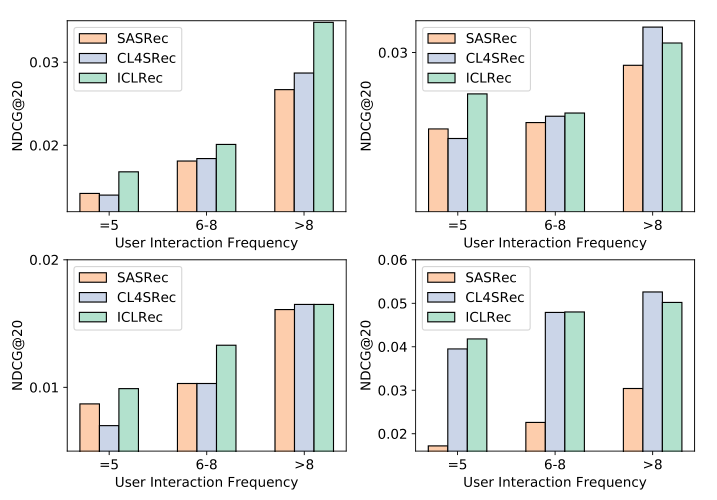 NDCG@20
0.03
0.02
SASRec
CL4SRec
ICLRec
=5
6-8
>8
User Interaction Frequency
NDCG@20
0.03
SASRec
CL4SRec
ICLRec
=5
6-8
>8
User Interaction Frequency
NDCG@20
0.02
0.01
SASRec
CL4SRec
ICLRec
=5
6-8
>8
User Interaction Frequency
NDCG@20
0.06
0.05
0.04
0.03
0.02
SASRec
CL4SRec
ICLRec
=5
6-8
>8
User Interaction Frequency